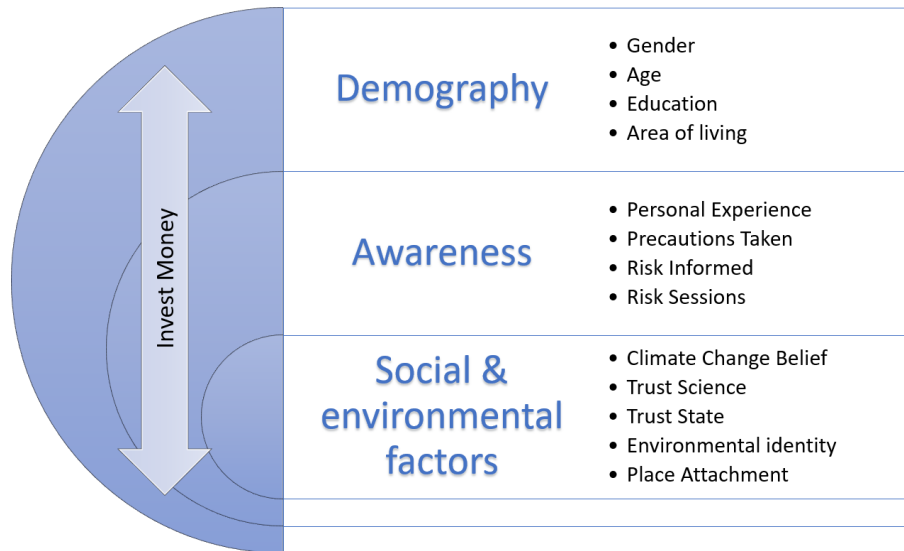 Invest Money
Demography
• Gender
• Age
• Education
• Area of living
Awareness
• Personal Experience
• Precautions Taken
• Risk Informed
• Risk Sessions
Social &
environmental
factors
• Climate Change Belief
• Trust Science
• Trust State
• Environmental identity
• Place Attachment